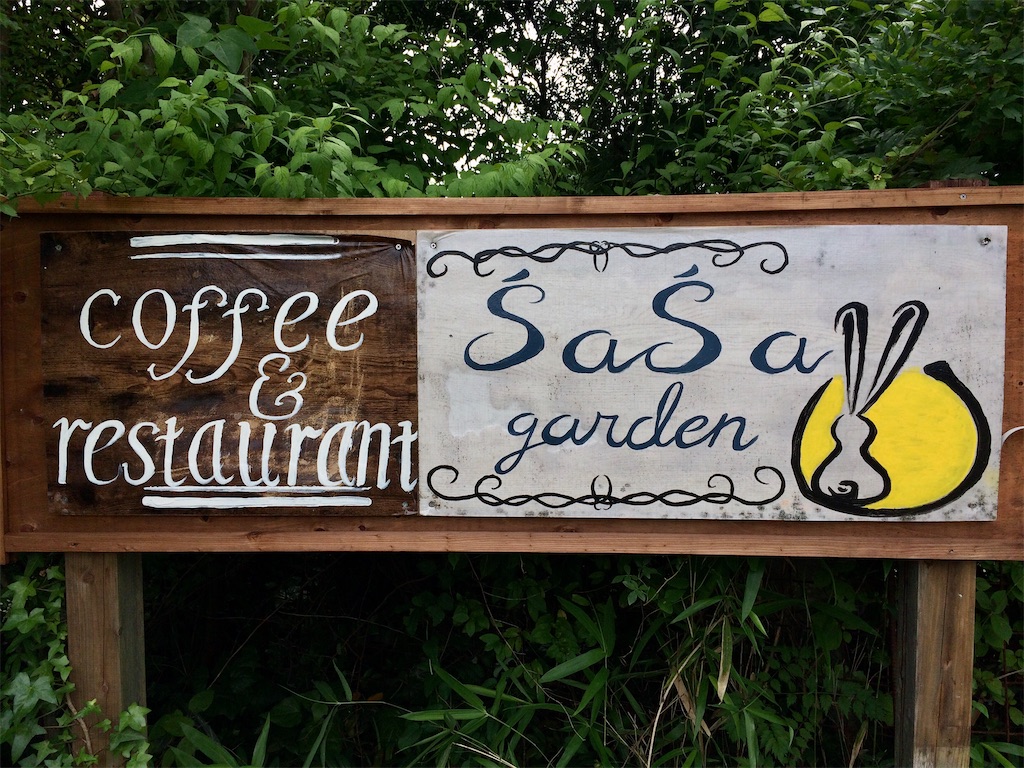 coffee
&
restaurant
ŚaŚa
garden